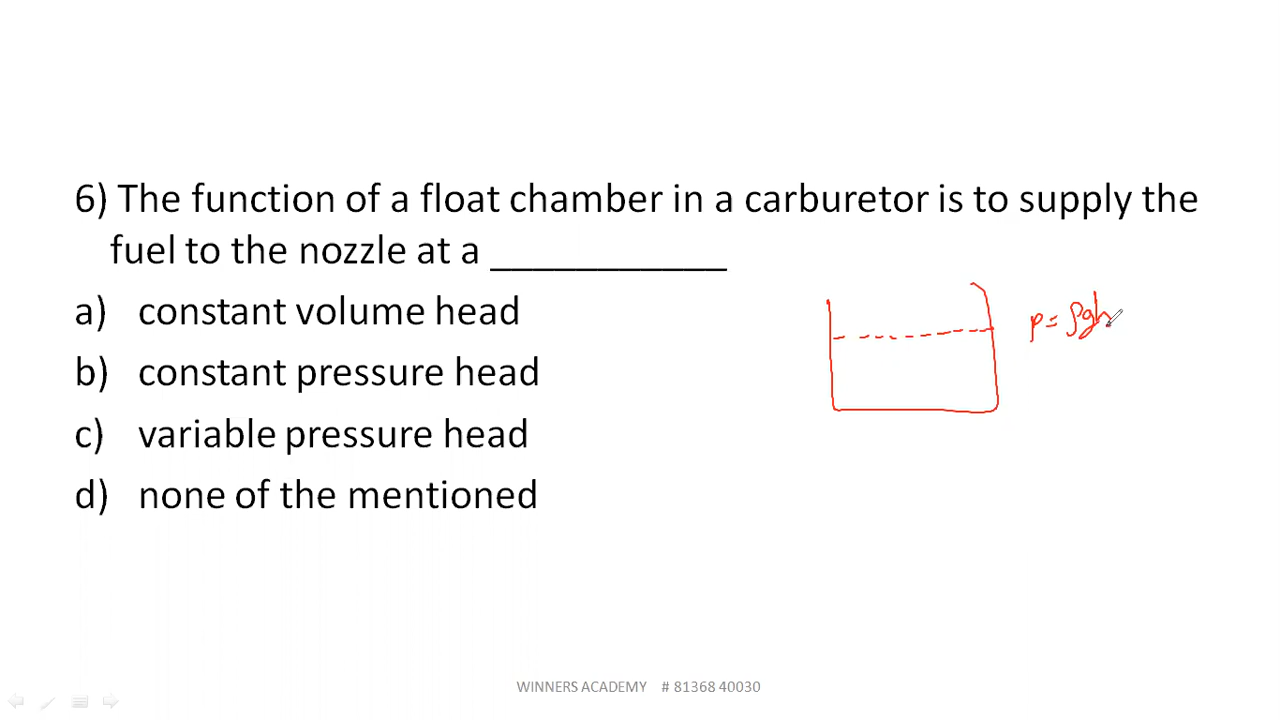 6) The function of a float chamber in a carburetor is to supply the
fuel to the nozzle at a ___________
a) constant volume head
b) constant pressure head
c) variable pressure head
d) none of the mentioned
P = ρgh
WINNERS ACADEMY # 81368 40030